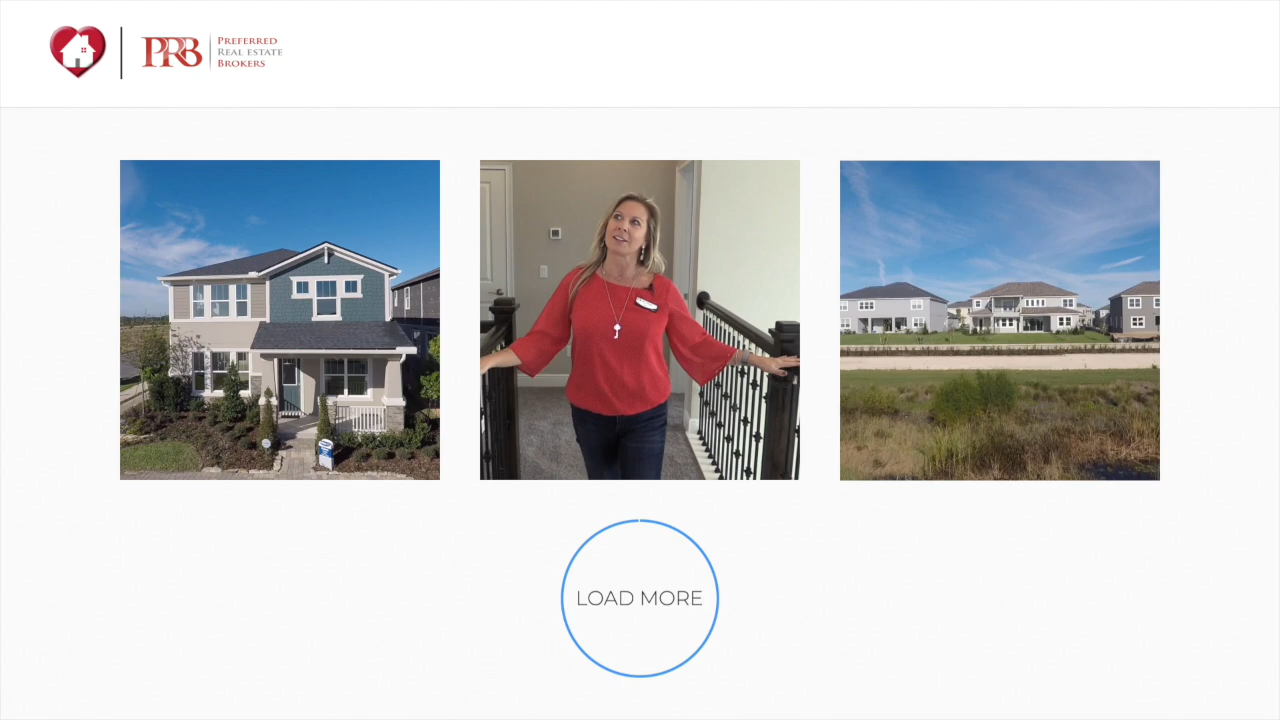 PRB
PREFERRED
REAL ESTATE
BROKERS
LOAD MORE